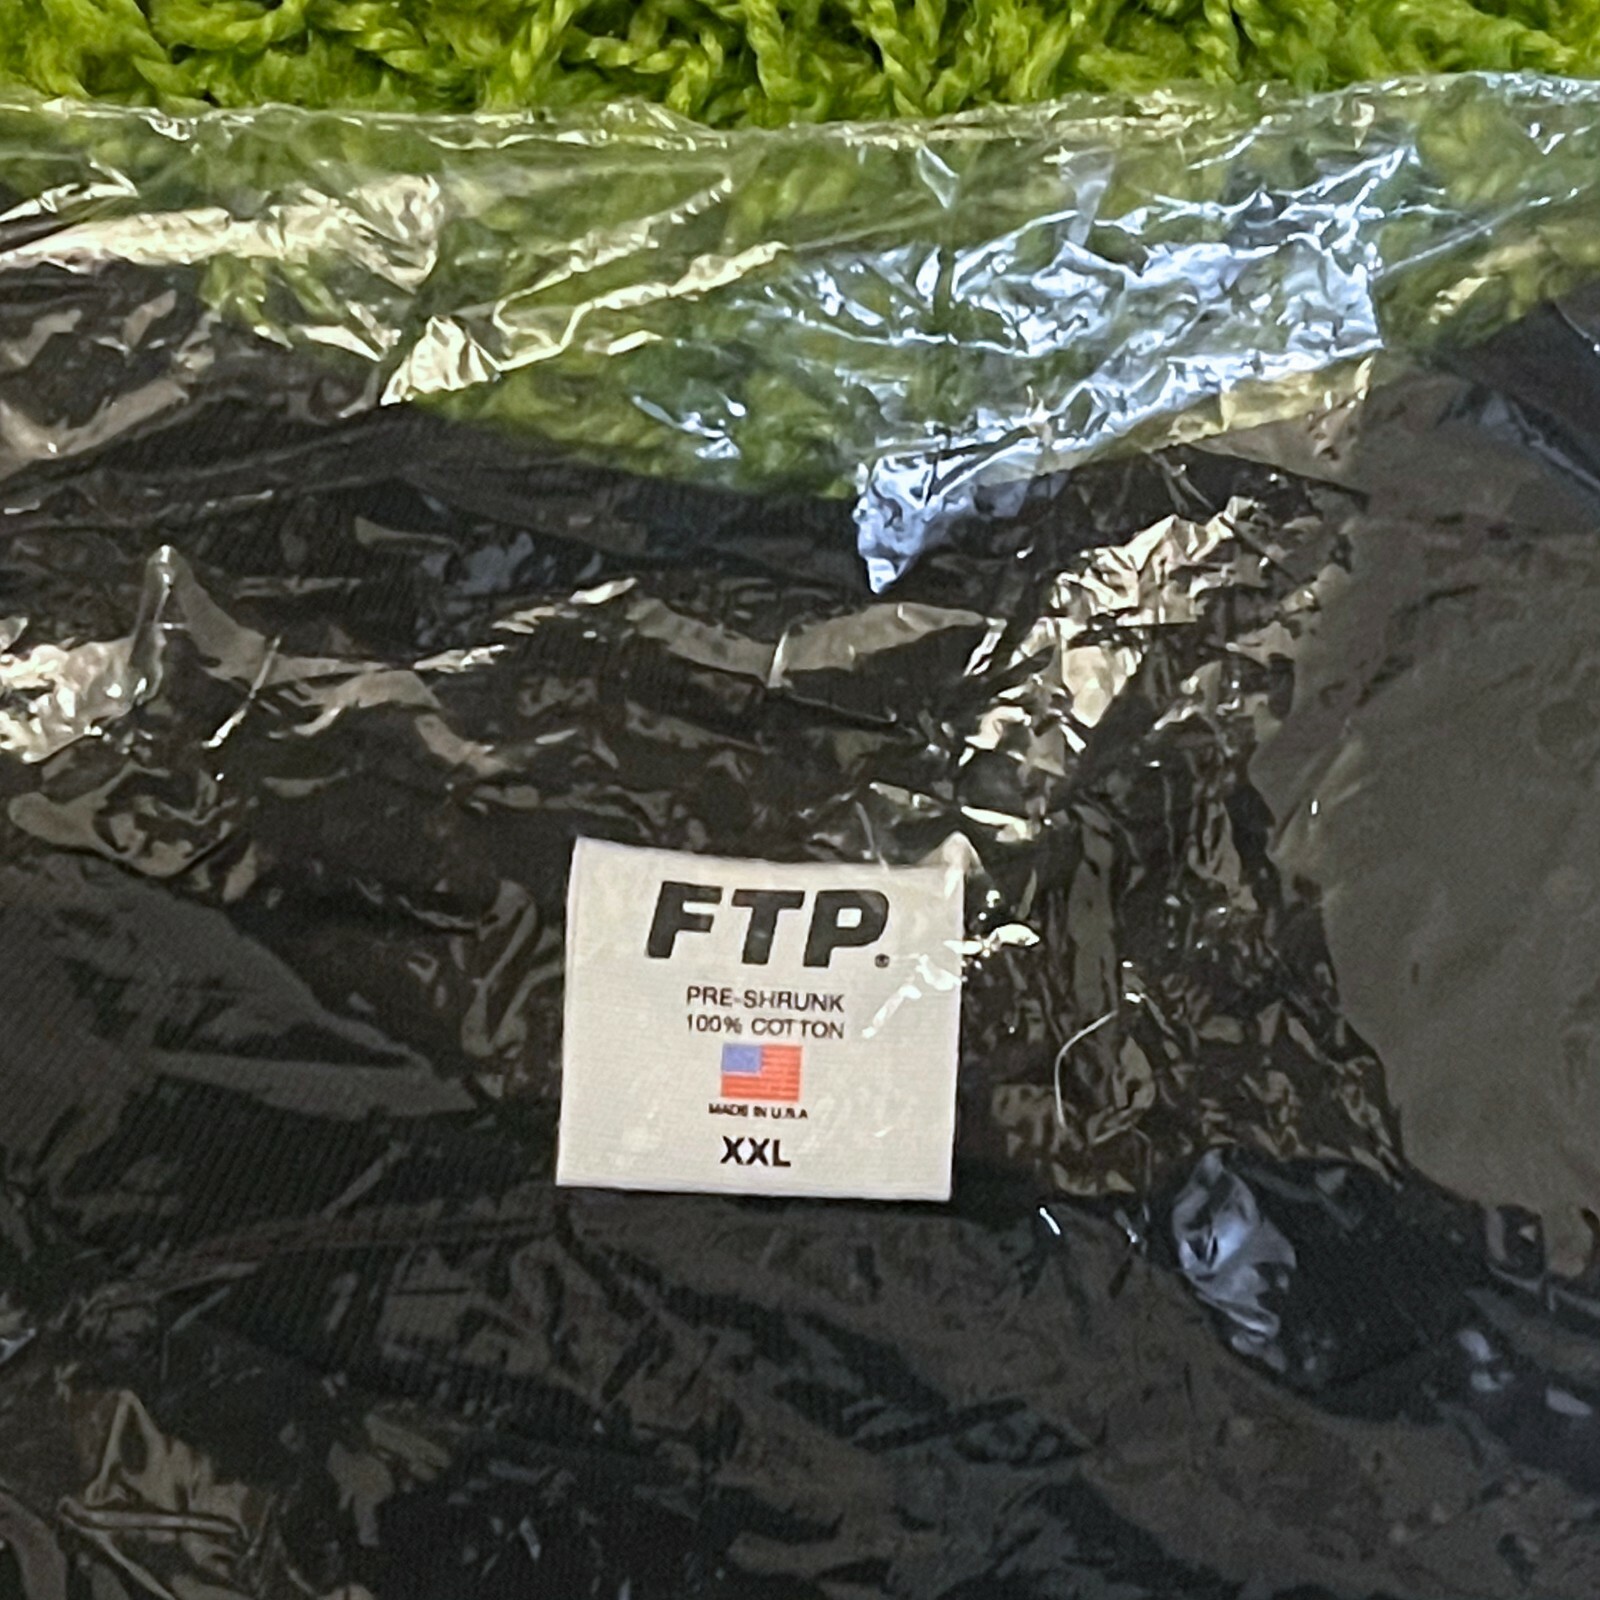 FTP.®
PRE-SHRUNK
100% COTTON
MADE IN U.S.A
XXL